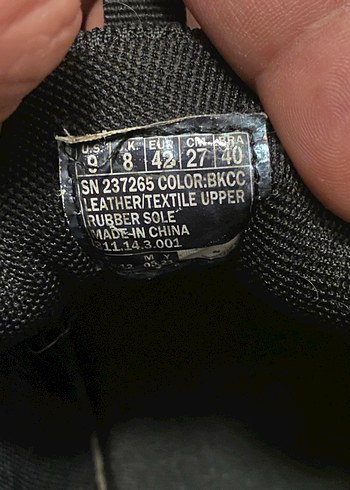 U.S. U.K. EUR CM BRA
9 8 42 27 40
SN 237265 COLOR:BKCC
LEATHER/TEXTILE UPPER
RUBBER SOLE
MADE IN CHINA
11.14.3.001
M Y